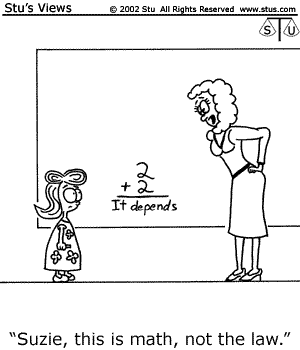 Stu's Views
© 2002 Stu All Rights Reserved www.stus.com
S T U
2
+ 2
It depends
“Suzie, this is math, not the law.”